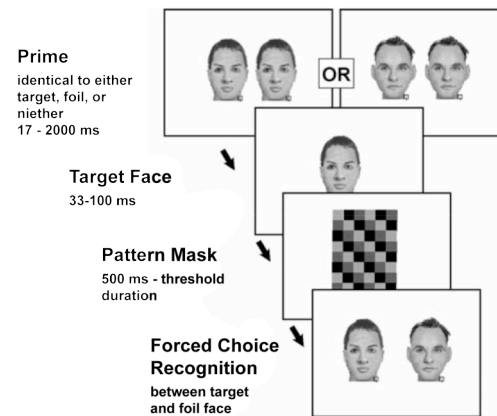 Prime
identical to either
target, foil, or
niether
17 - 2000 ms
OR
Target Face
33-100 ms
Pattern Mask
500 ms - threshold
duration
Forced Choice
Recognition
between target
and foil face